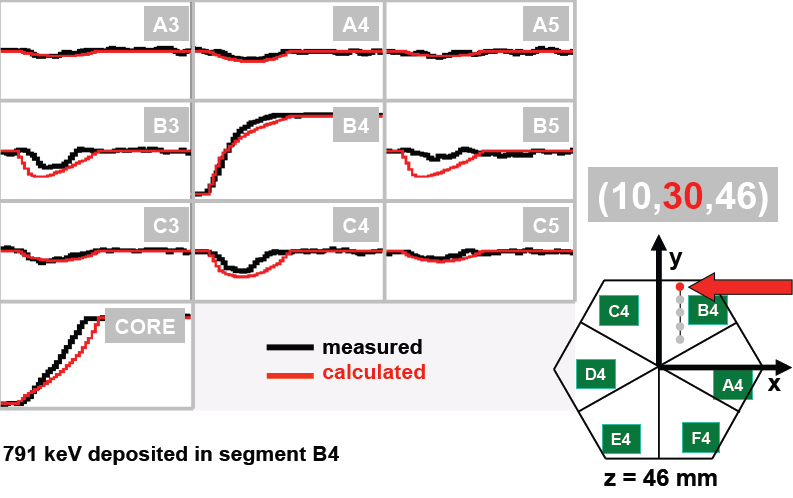 A3
A4
A5
B3
B4
B5
C3
C4
C5
CORE
measured
calculated
791 keV deposited in segment B4
(10,30,46)
y
C4
B4
D4
A4
x
E4
F4
z = 46 mm